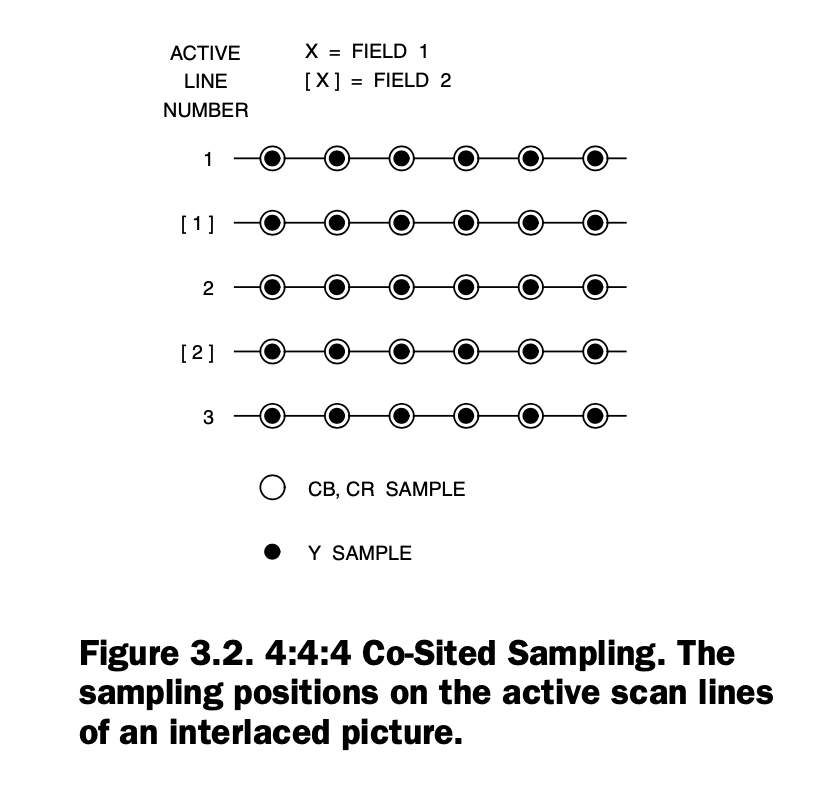 ACTIVE
LINE
NUMBER
X = FIELD 1
[ X ] = FIELD 2
1
[ 1 ]
2
[ 2 ]
3
CB, CR SAMPLE
Y SAMPLE
Figure 3.2. 4:4:4 Co-Sited Sampling. The
sampling positions on the active scan lines
of an interlaced picture.